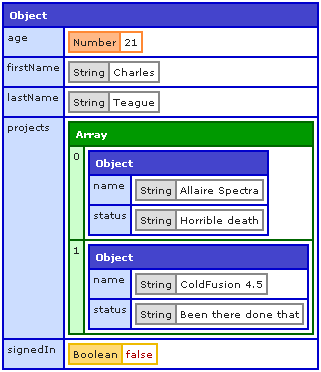 Object
age Number 21
firstName String Charles
lastName String Teague
projects Array
0 Object
name String Allaire Spectra
status String Horrible death
1 Object
name String ColdFusion 4.5
status String Been there done that
signedIn Boolean false